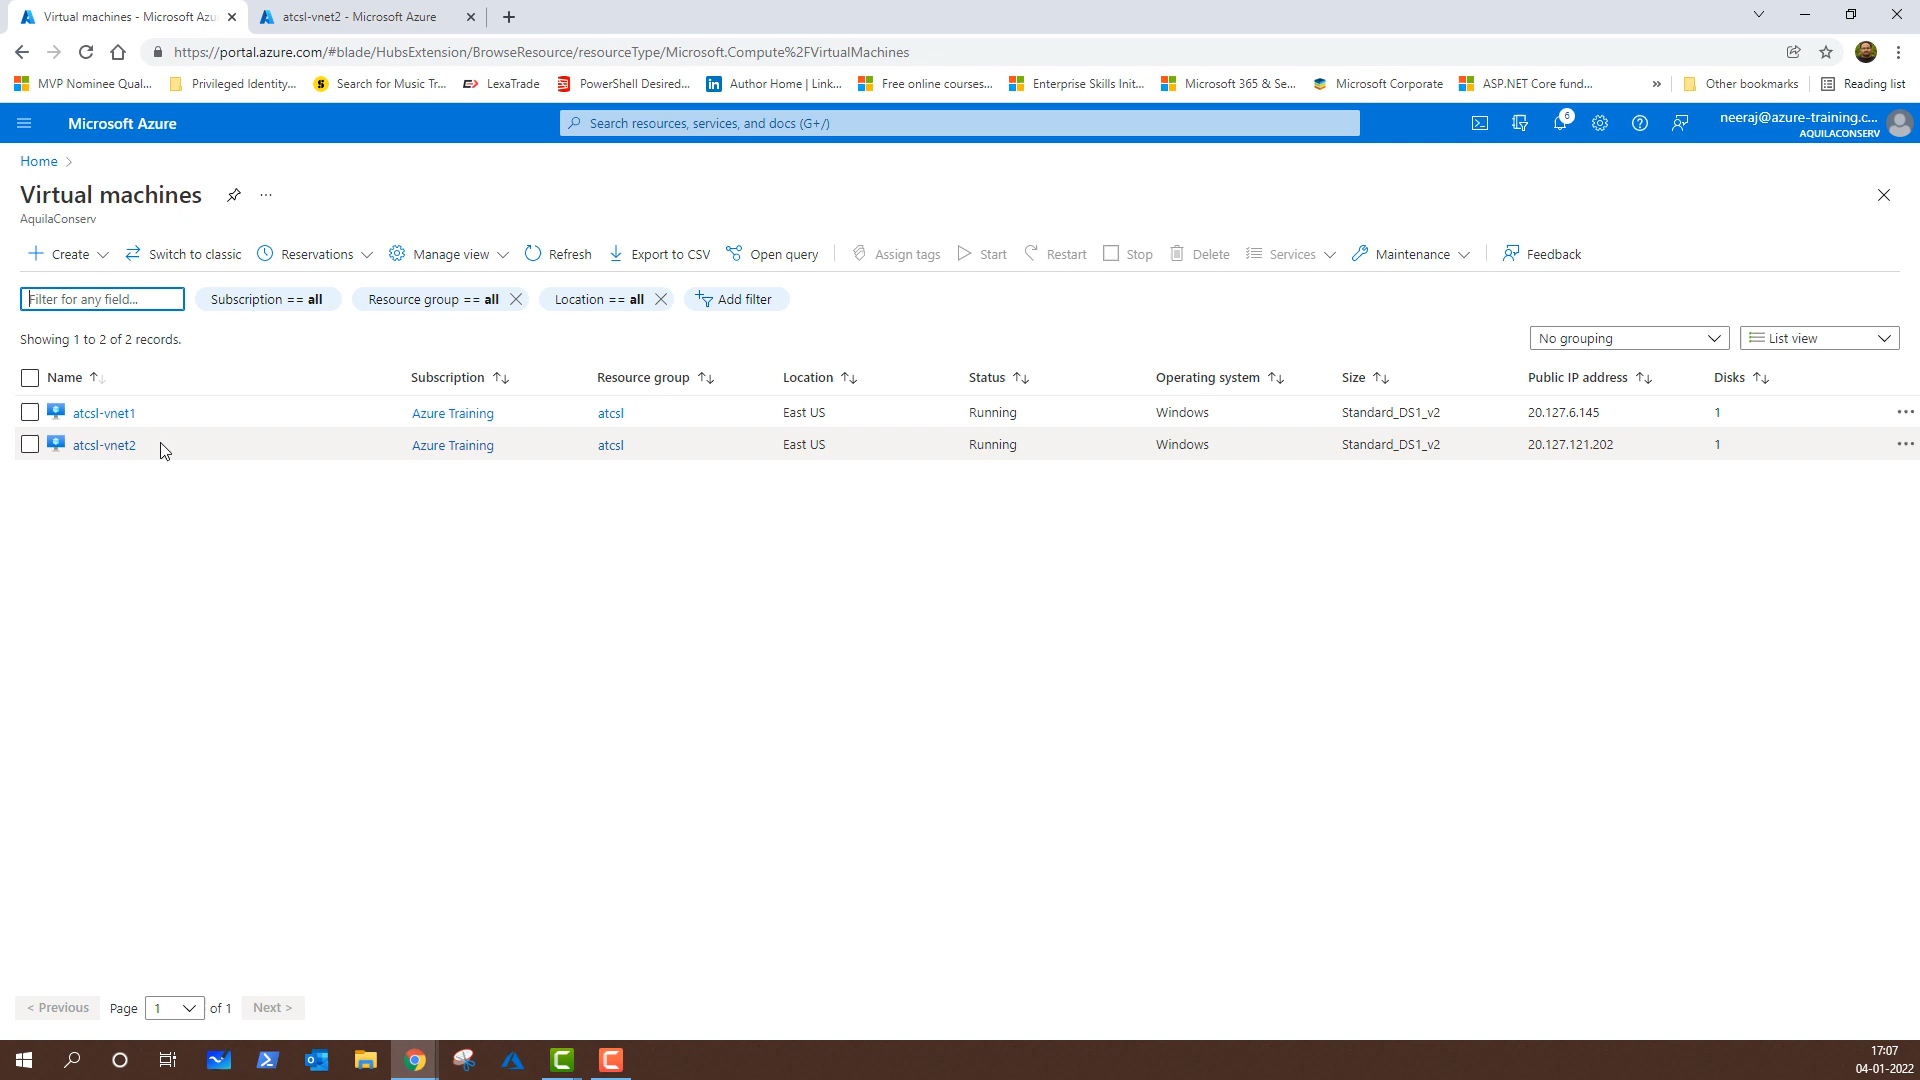 Virtual machines - Microsoft Azu
atcsl-vnet2 - Microsoft Azure
https://portal.azure.com/#blade/HubsExtension/BrowseResource/resourceType/Microsoft.Compute%2FVirtualMachines
MVP Nominee Qual... Privileged Identity... Search for Music Tr... LexaTrade PowerShell Desired... Author Home | Link... Free online courses... Enterprise Skills Init... Microsoft 365 & Se... Microsoft Corporate ASP.NET Core fund... » Other bookmarks Reading list
Microsoft Azure Search resources, services, and docs (G+/) 6 neeraj@azure-training.c...
AQUILACONSERV
Home >
Virtual machines ...
AquilaConserv
Create Switch to classic Reservations Manage view Refresh Export to CSV Open query Assign tags Start Restart Stop Delete Services Maintenance Feedback
Filter for any field... Subscription == all Resource group == all Location == all Add filter
Showing 1 to 2 of 2 records. No grouping List view
Name Subscription Resource group Location Status Operating system Size Public IP address Disks
atcsl-vnet1 Azure Training atcsl East US Running Windows Standard_DS1_v2 20.127.6.145 1
atcsl-vnet2 Azure Training atcsl East US Running Windows Standard_DS1_v2 20.127.121.202 1
< Previous Page 1 of 1 Next >
17:07
04-01-2022